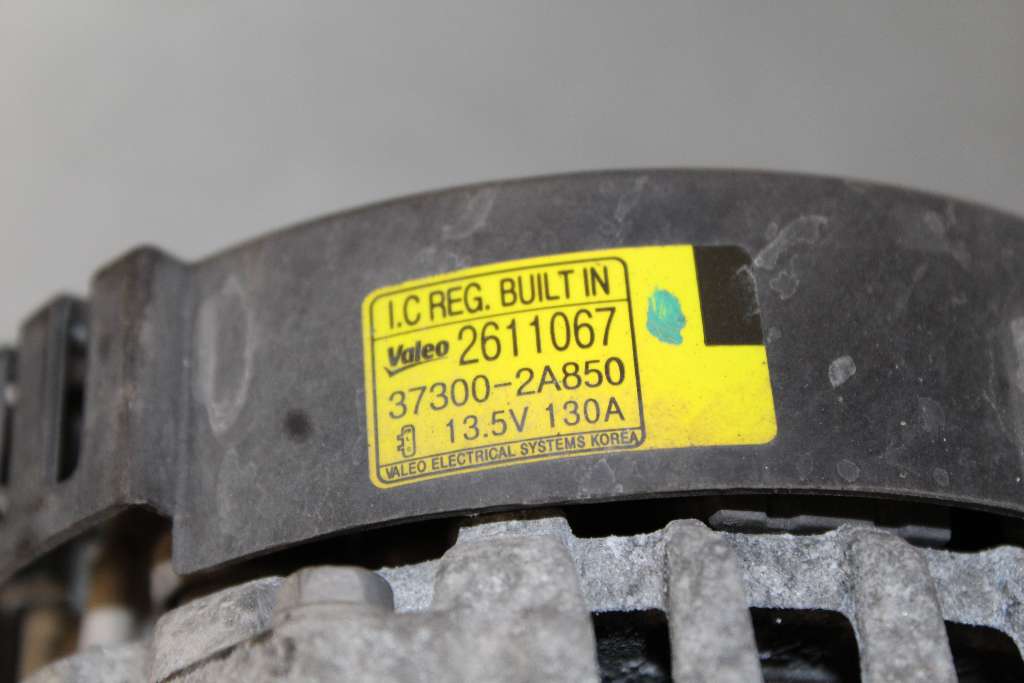 I.C REG. BUILT IN
Valeo 2611067
37300-2A850
13.5V 130A
VALEO ELECTRICAL SYSTEMS KOREA